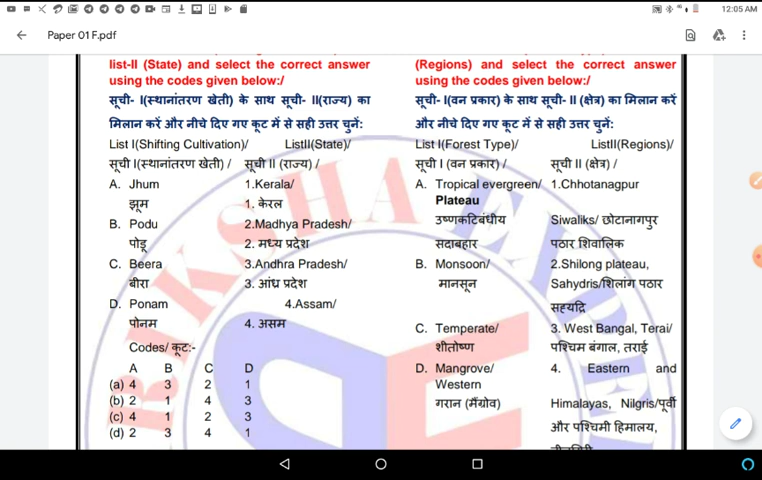 12:05 AM
Paper 01 F.pdf
list-II (State) and select the correct answer
using the codes given below:/
सूची- I(स्थानांतरण खेती) के साथ सूची- II(राज्य) का
मिलान करें और नीचे दिए गए कूट में से सही उत्तर चुनें:
List I(Shifting Cultivation)/ ListII(State)/
सूची I(स्थानांतरण खेती) / सूची II (राज्य) /
A. Jhum 1.Kerala/
झूम 1. केरल
B. Podu 2.Madhya Pradesh/
पोडू 2. मध्य प्रदेश
C. Beera 3.Andhra Pradesh/
बीरा 3. आंध्र प्रदेश
D. Ponam 4.Assam/
पोनम 4. असम
Codes/ कूट:-
A B C D
(a) 4 3 2 1
(b) 2 1 4 3
(c) 4 1 2 3
(d) 2 3 4 1
(Regions) and select the correct answer
using the codes given below:/
सूची- I(वन प्रकार) के साथ सूची- II (क्षेत्र) का मिलान करें
और नीचे दिए गए कूट में से सही उत्तर चुनें:
List I(Forest Type)/ ListII(Regions)/
सूची I (वन प्रकार) / सूची II (क्षेत्र) /
A. Tropical evergreen/ 1.Chhotanagpur
Plateau
उष्णकटिबंधीय Siwaliks/ छोटानागपुर
सदाबहार पठार शिवालिक
B. Monsoon/ 2.Shilong plateau,
मानसून Sahydris/शिलांग पठार
सह्यद्रि
C. Temperate/ 3. West Bangal, Terai/
शीतोष्ण पश्चिम बंगाल, तराई
D. Mangrove/ 4. Eastern and
Western
गरान (मैंग्रोव) Himalayas, Nilgris/पूर्वी
और पश्चिमी हिमालय,